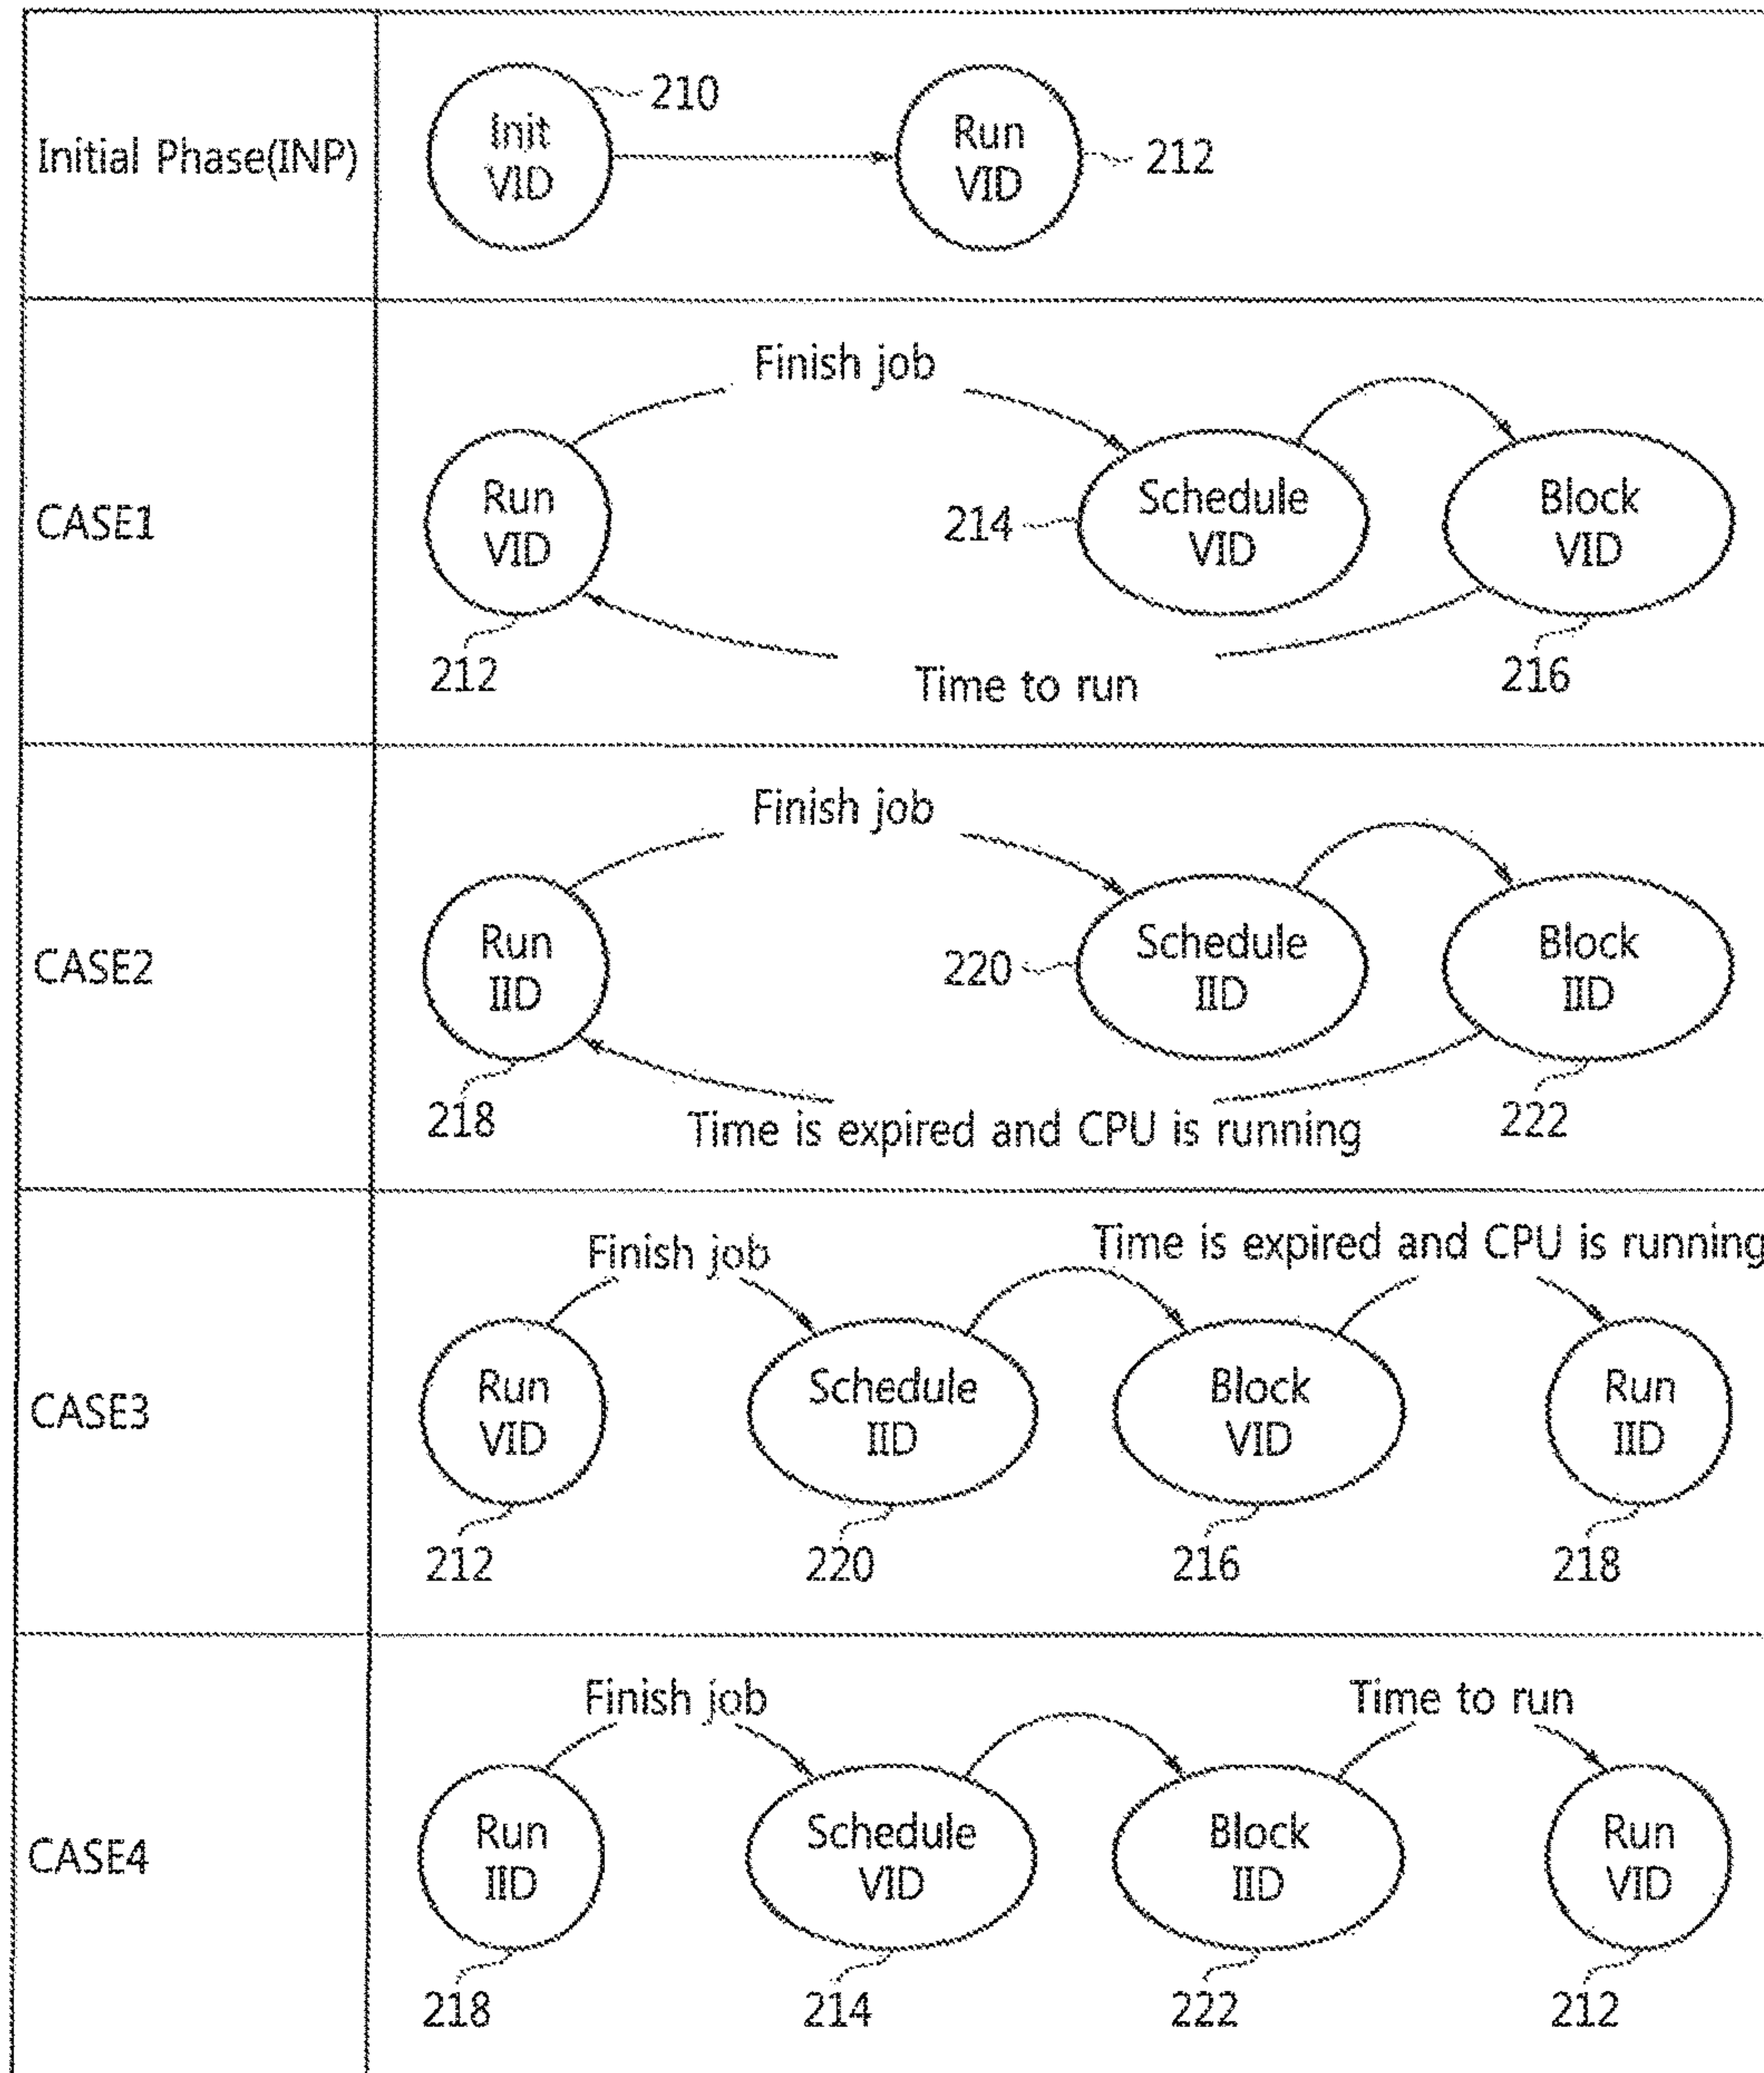 Initial Phase(INP)
Init
VID
210
Run
VID
212
CASE1
Finish job
Run
VID
212
214
Schedule
VID
Block
VID
216
Time to run
CASE2
Finish job
Run
IID
218
220
Schedule
IID
Block
IID
222
Time is expired and CPU is running
CASE3
Finish job
Time is expired and CPU is running
Run
VID
212
Schedule
IID
220
Block
VID
216
Run
IID
218
CASE4
Finish job
Time to run
Run
IID
218
Schedule
VID
214
Block
IID
222
Run
VID
212